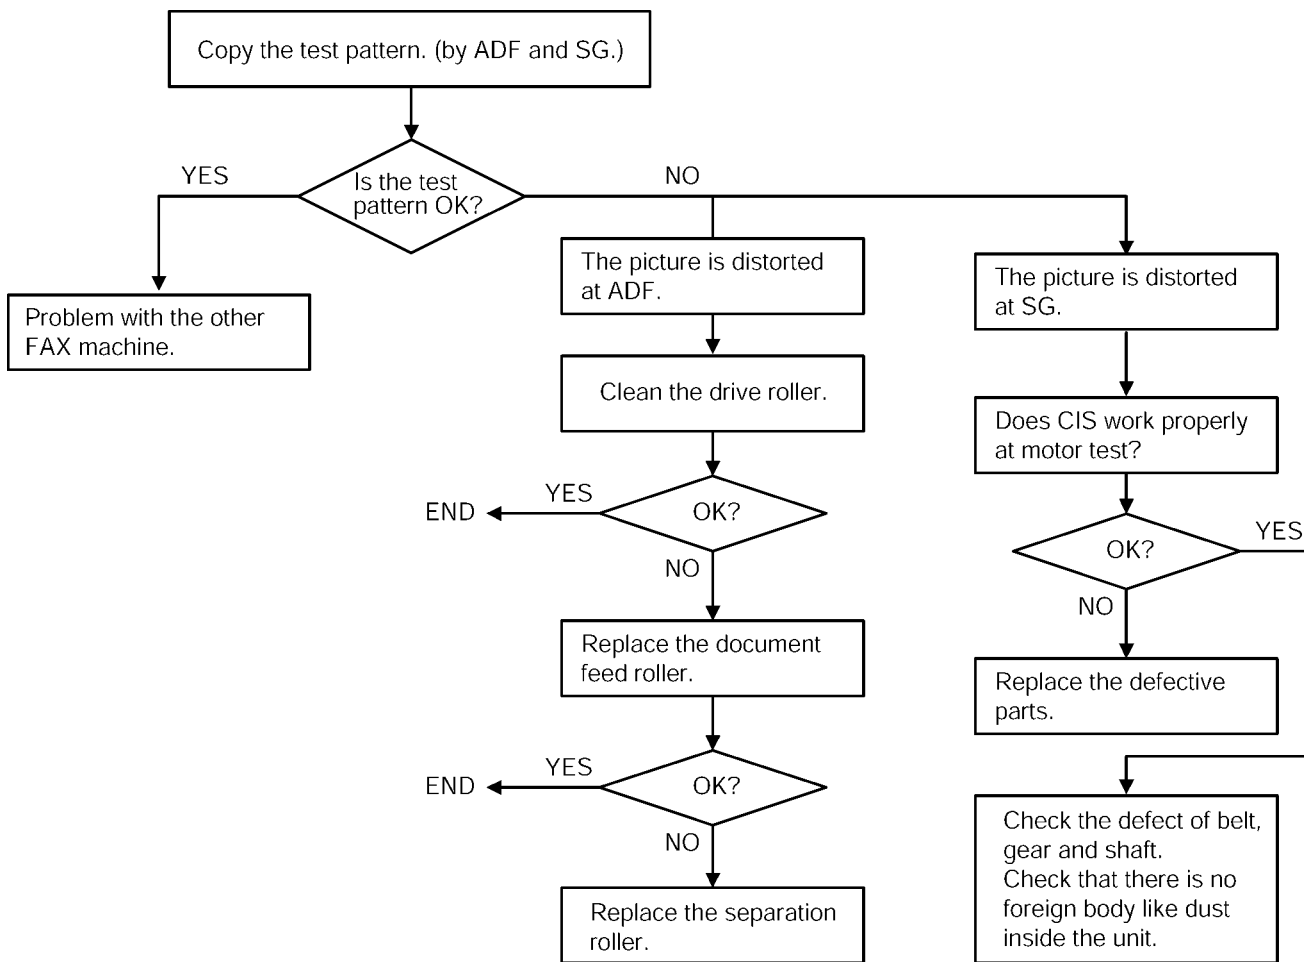 Copy the test pattern. (by ADF and SG.)
YES
Is the test
pattern OK?
NO
Problem with the other
FAX machine.
The picture is distorted
at ADF.
Clean the drive roller.
OK?
YES
END
NO
Replace the document
feed roller.
OK?
YES
END
NO
Replace the separation
roller.
The picture is distorted
at SG.
Does CIS work properly
at motor test?
OK?
YES
NO
Replace the defective
parts.
Check the defect of belt,
gear and shaft.
Check that there is no
foreign body like dust
inside the unit.